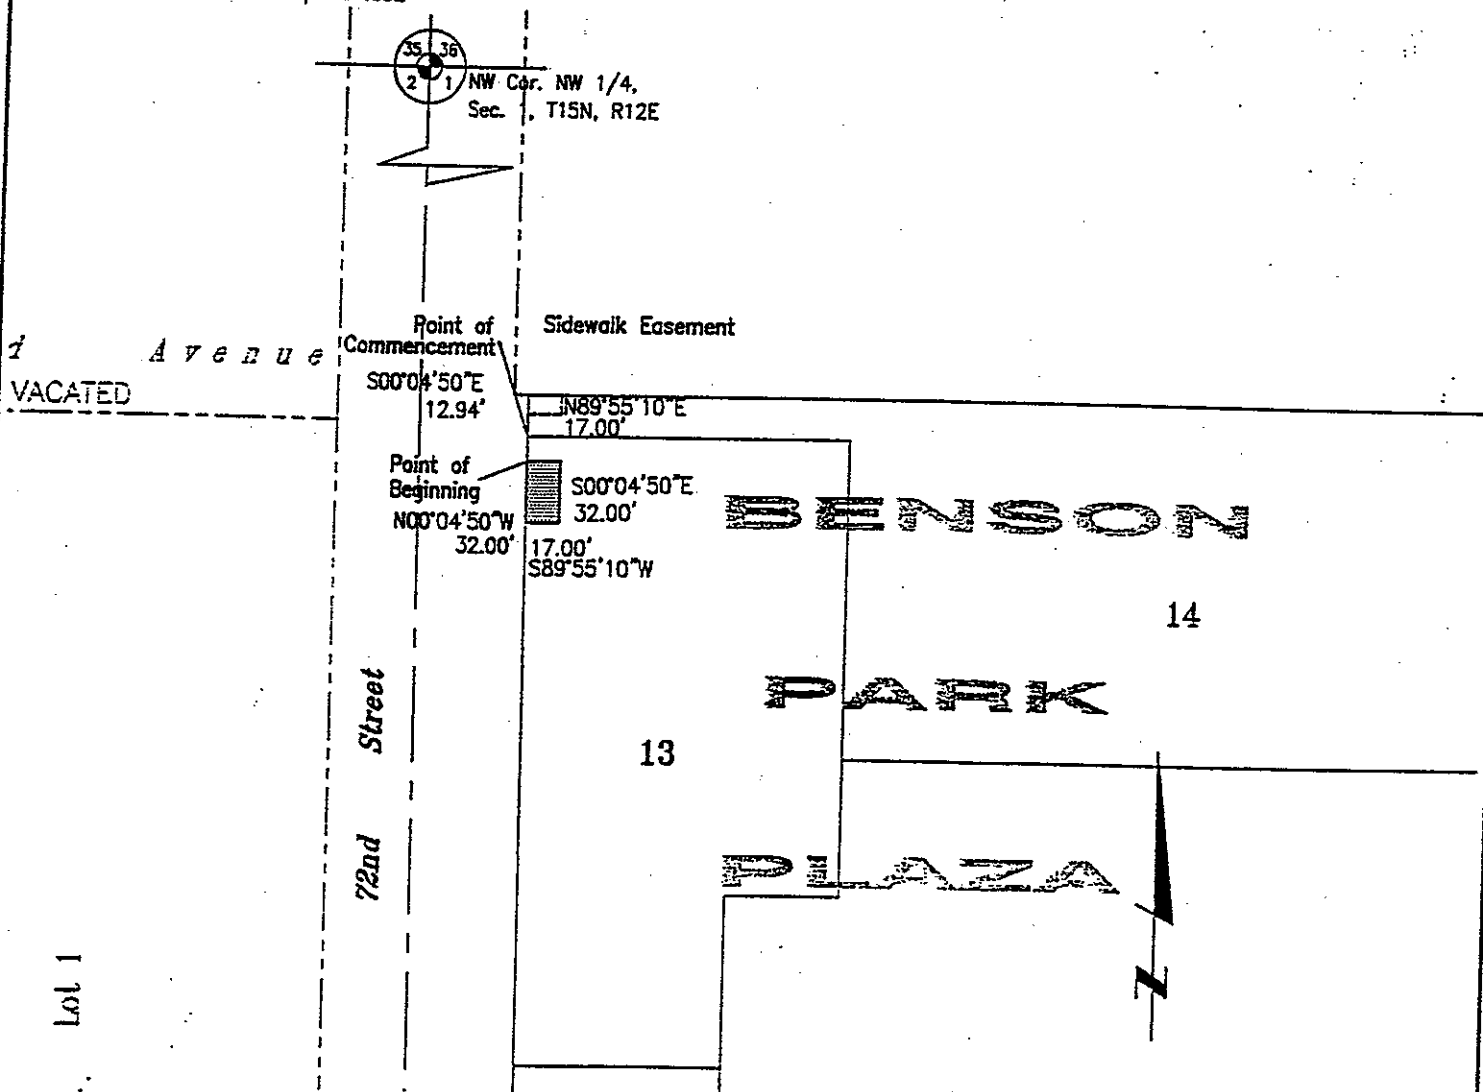 35 36
2 1
NW Cor. NW 1/4,
Sec. 1, T15N, R12E
Point of
Commencement
Sidewalk Easement
Avenue
VACATED
S00°04'50"E
12.94'
N89°55'10"E
17.00'
Point of
Beginning
S00°04'50"E
32.00'
N00°04'50"W
32.00'
17.00'
S89°55'10"W
BENSON
14
PARK
13
PLAZA
72nd Street
Lot 1
N